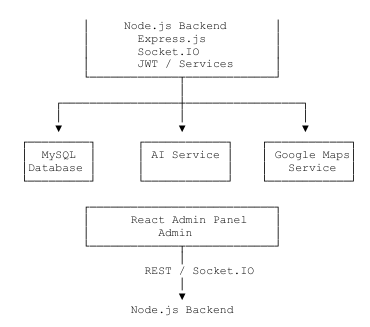 Node.js Backend
Express.js
Socket.IO
JWT / Services
MySQL
Database
AI Service
Google Maps
Service
React Admin Panel
Admin
REST / Socket.IO
Node.js Backend